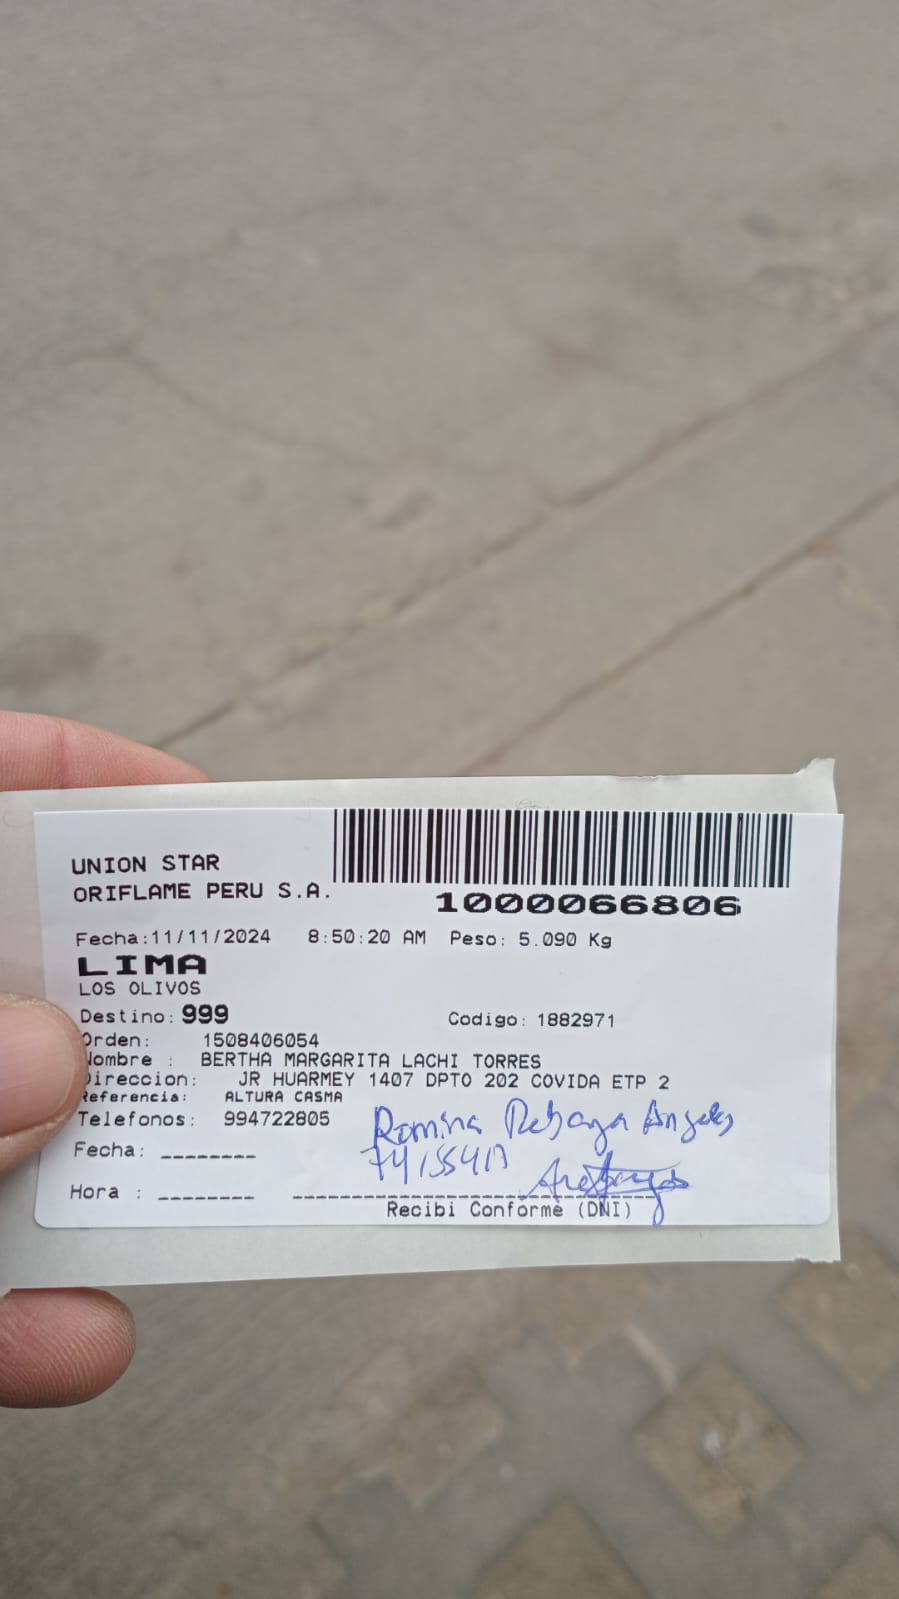 UNION STAR
ORIFLAME PERU S.A.
1000066806
Fecha:11/11/2024 8:50:20 AM Peso: 5.090 Kg
LIMA
LOS OLIVOS
Destino: 999 Codigo: 1882971
Orden: 1508406054
Nombre : BERTHA MARGARITA LACHI TORRES
Direccion: JR HUARMEY 1407 DPTO 202 COVIDA ETP 2
Referencia: ALTURA CASMA
Telefonos: 994722805
Romina Angeles
Fecha: ________
Hora : ________
Recibi Conforme (DNI)